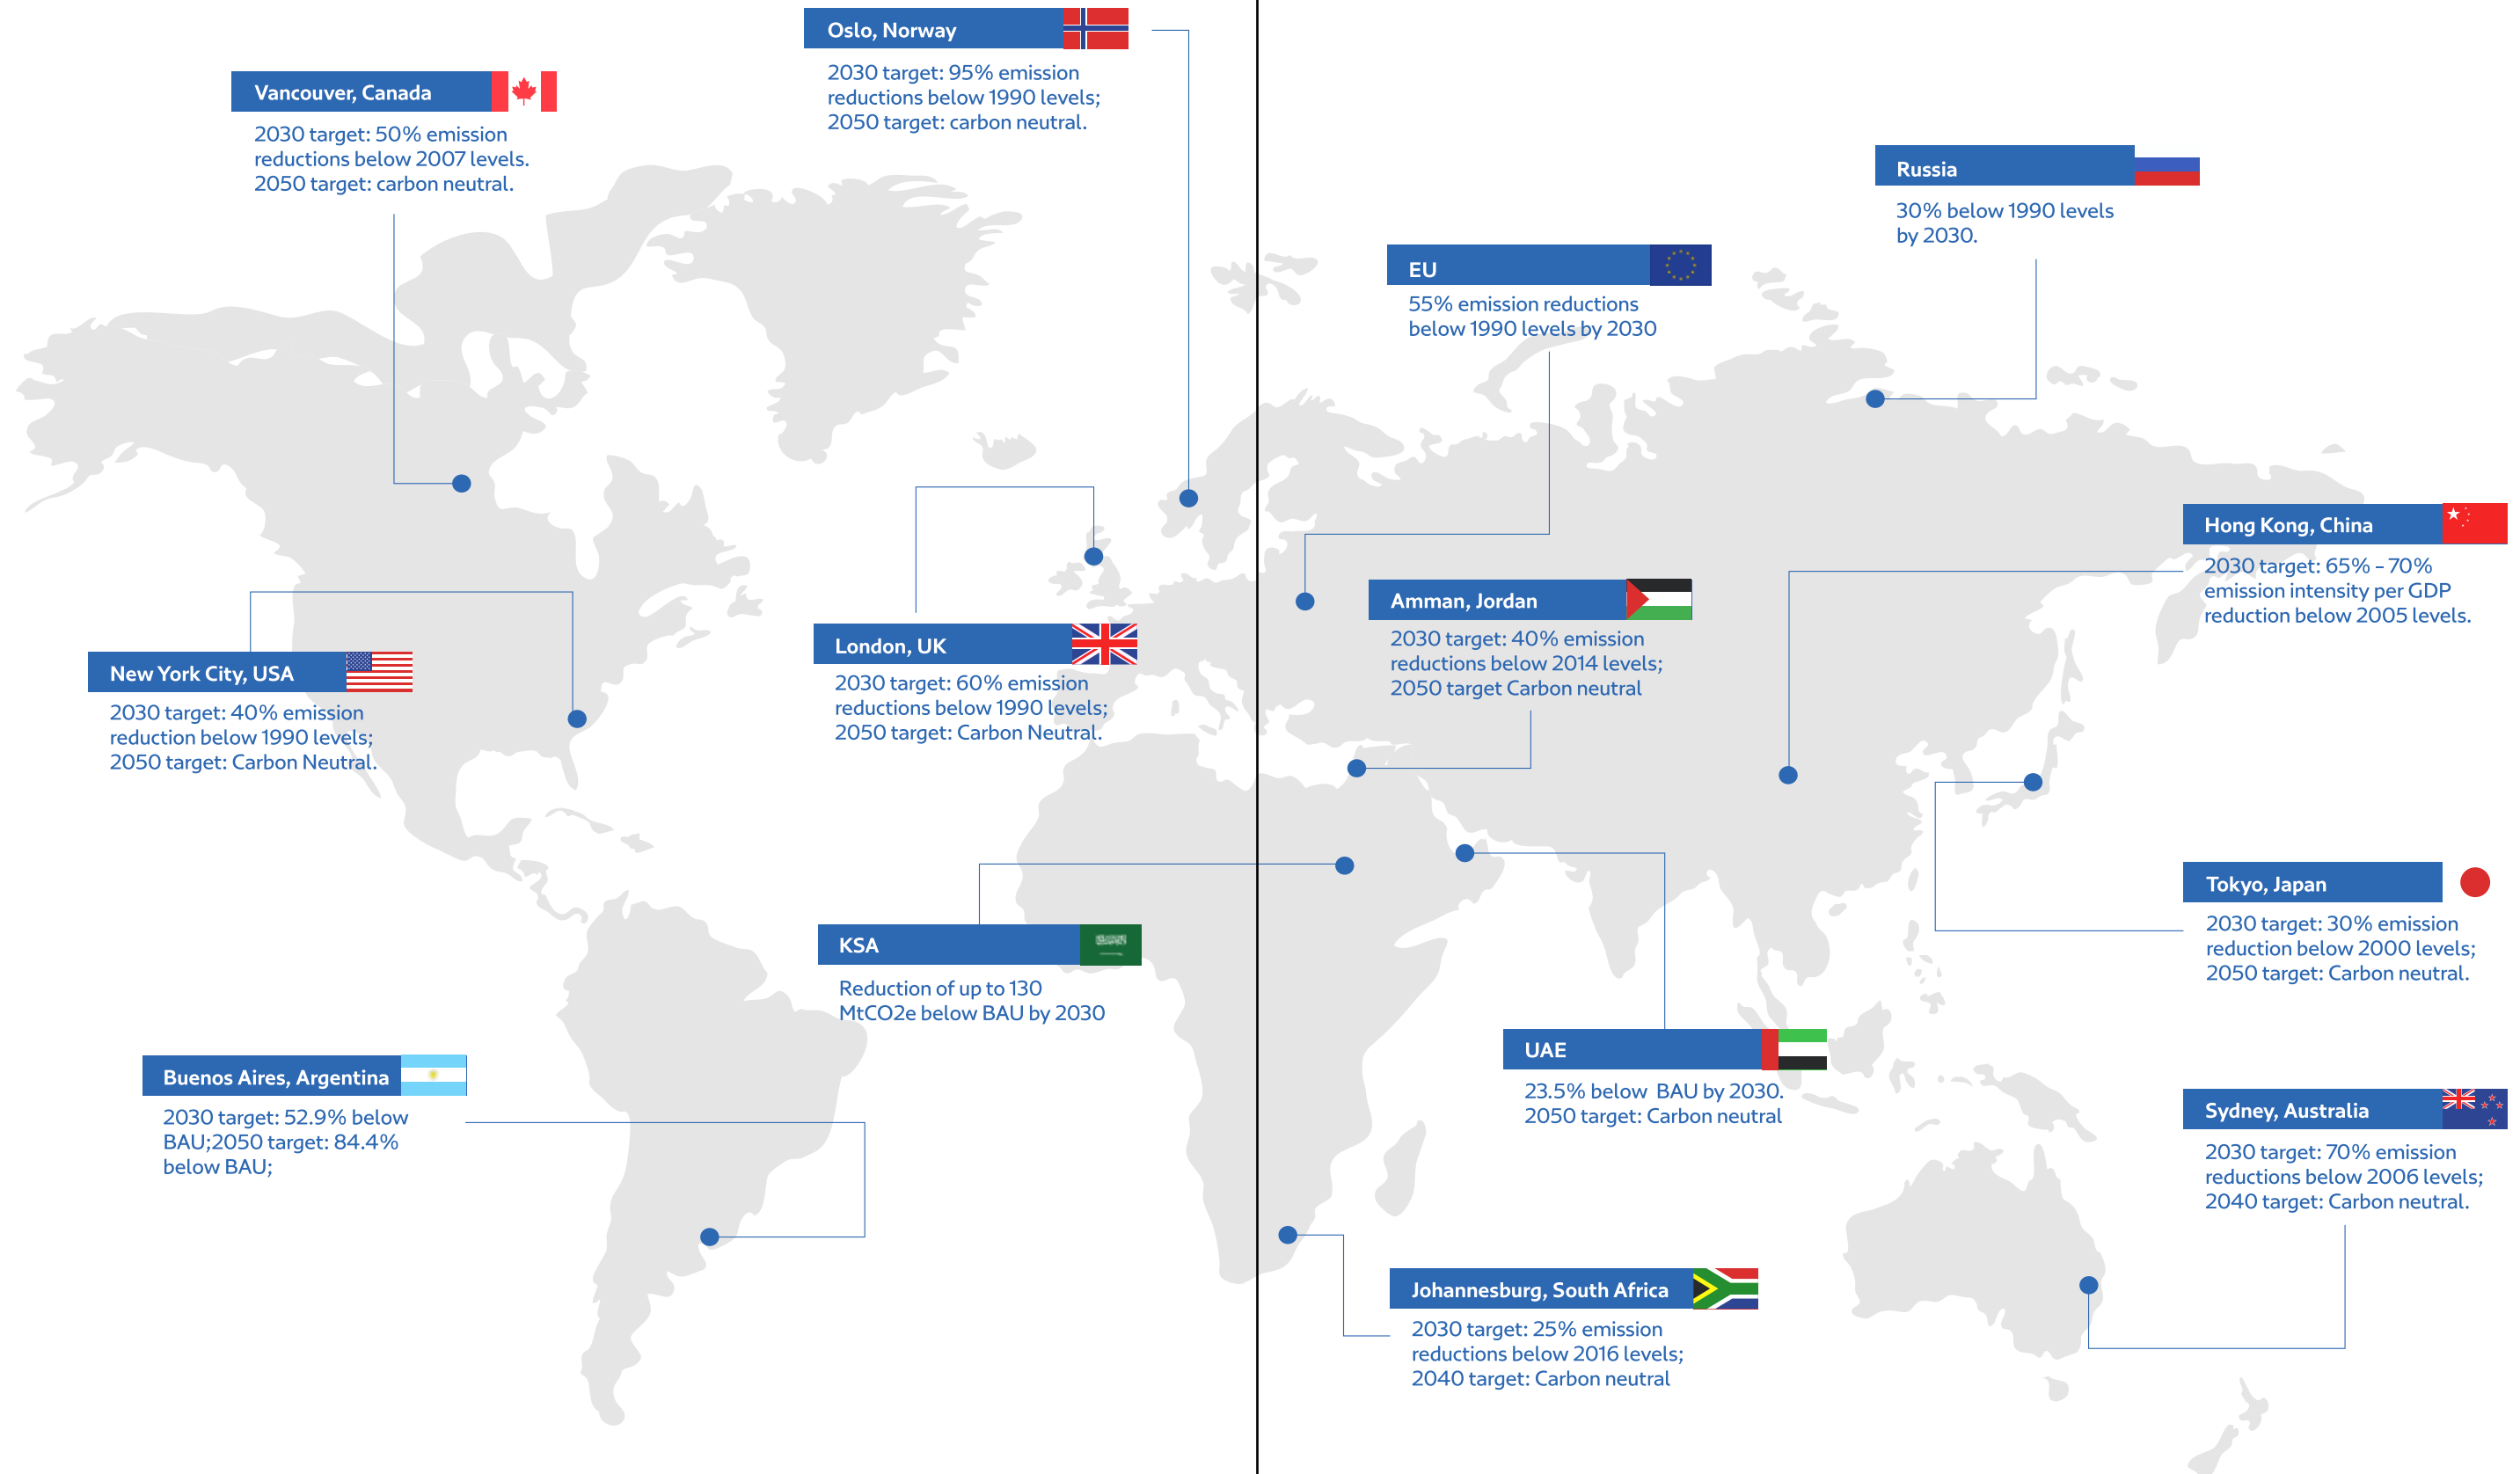 Oslo, Norway
2030 target: 95% emission
reductions below 1990 levels;
2050 target: carbon neutral.
Vancouver, Canada
2030 target: 50% emission
reductions below 2007 levels.
2050 target: carbon neutral.
Russia
30% below 1990 levels
by 2030.
EU
55% emission reductions
below 1990 levels by 2030
Hong Kong, China
2030 target: 65% - 70%
emission intensity per GDP
reduction below 2005 levels.
Amman, Jordan
2030 target: 40% emission
reductions below 2014 levels;
2050 target Carbon neutral
London, UK
2030 target: 60% emission
reductions below 1990 levels;
2050 target: Carbon Neutral.
New York City, USA
2030 target: 40% emission
reduction below 1990 levels;
2050 target: Carbon Neutral.
Tokyo, Japan
2030 target: 30% emission
reduction below 2000 levels;
2050 target: Carbon neutral.
KSA
Reduction of up to 130
MtCO2e below BAU by 2030
UAE
23.5% below BAU by 2030.
2050 target: Carbon neutral
Buenos Aires, Argentina
2030 target: 52.9% below
BAU;2050 target: 84.4%
below BAU;
Sydney, Australia
2030 target: 70% emission
reductions below 2006 levels;
2040 target: Carbon neutral.
Johannesburg, South Africa
2030 target: 25% emission
reductions below 2016 levels;
2040 target: Carbon neutral